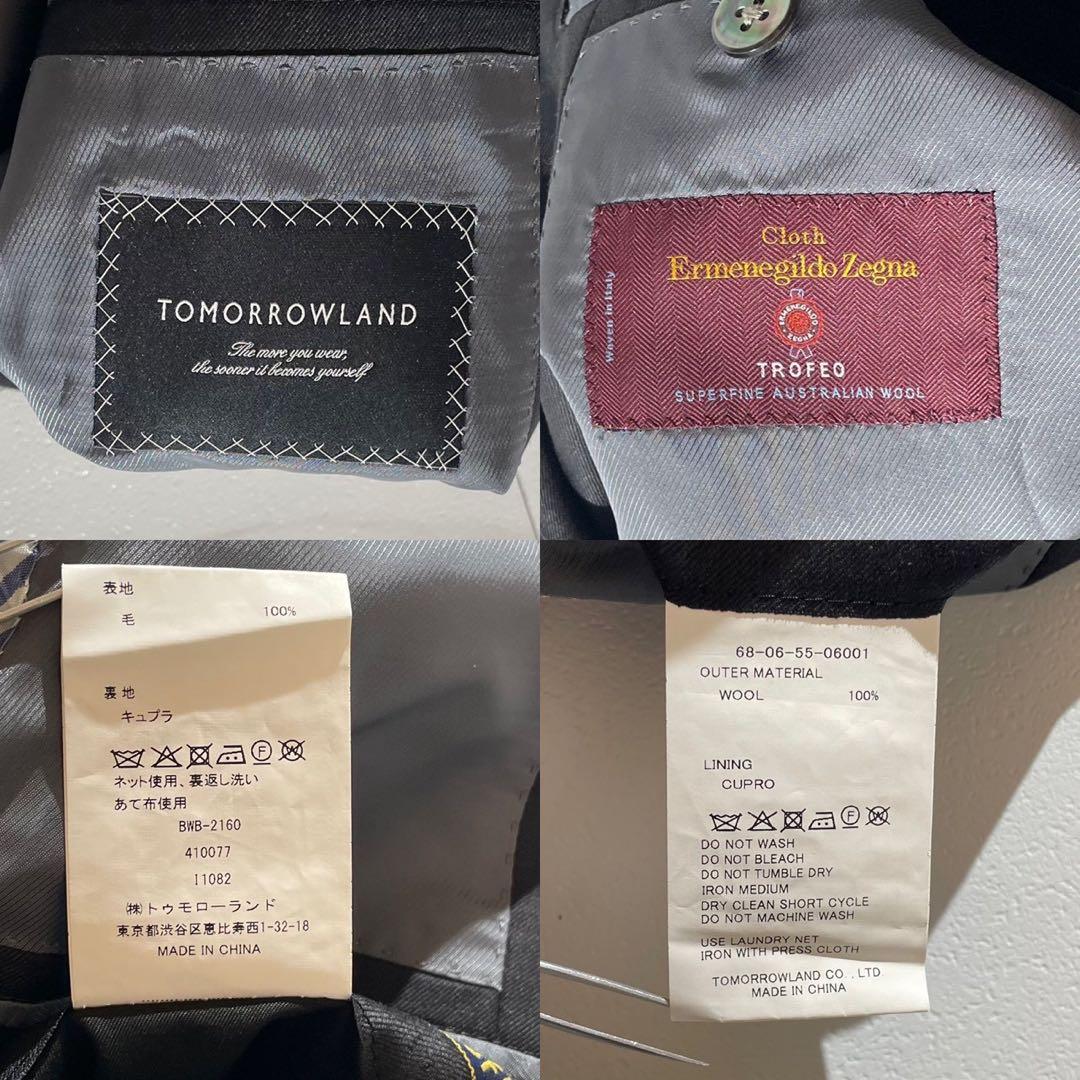 TOMORROWLAND
The more you wear,
the sooner it becomes yourself
Cloth
Ermenegildo Zegna
Woven in Italy
ERMENEGILDO
ZEGNA
TROFEO
SUPERFINE AUSTRALIAN WOOL
表地
毛 100%
裏地
キュプラ
F W
ネット使用、裏返し洗い
あて布使用
BWB-2160
410077
I1082
㈱トゥモローランド
東京都渋谷区恵比寿西1-32-18
MADE IN CHINA
68-06-55-06001
OUTER MATERIAL
WOOL 100%
LINING
CUPRO
F W
DO NOT WASH
DO NOT BLEACH
DO NOT TUMBLE DRY
IRON MEDIUM
DRY CLEAN SHORT CYCLE
DO NOT MACHINE WASH
USE LAUNDRY NET
IRON WITH PRESS CLOTH
TOMORROWLAND CO.,LTD.
MADE IN CHINA